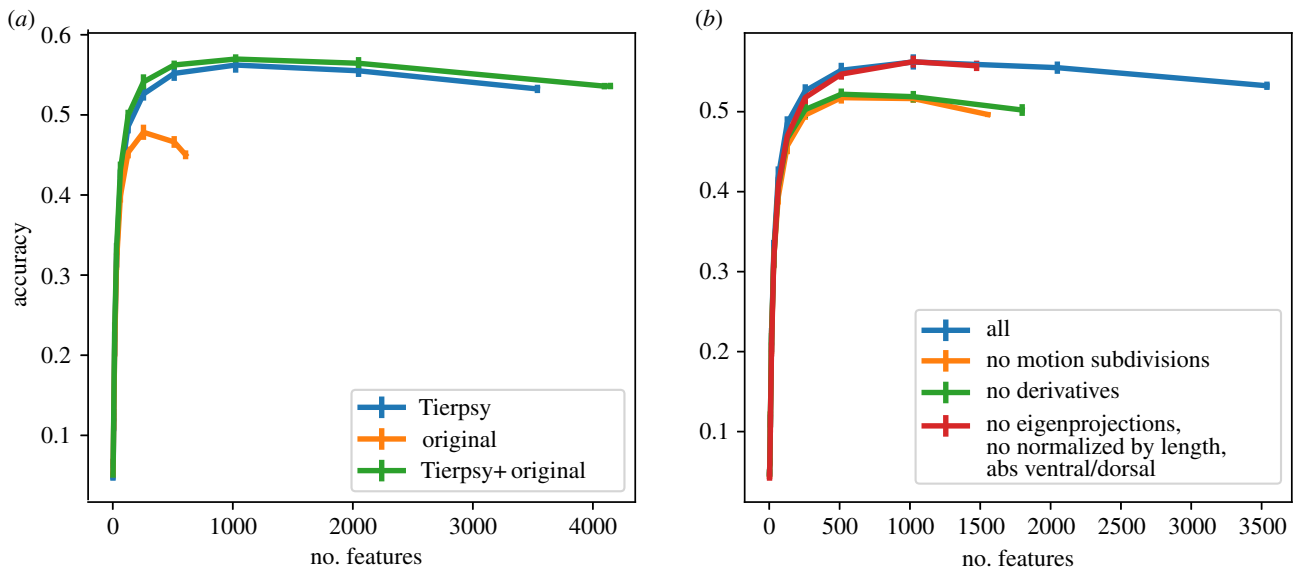 (a)
0.6
0.5
0.4
0.3
0.2
0.1
accuracy
0
1000
2000
3000
4000
no. features
Tierpsy
original
Tierpsy+ original
(b)
0.5
0.4
0.3
0.2
0.1
0
500
1000
1500
2000
2500
3000
3500
no. features
all
no motion subdivisions
no derivatives
no eigenprojections,
no normalized by length,
abs ventral/dorsal